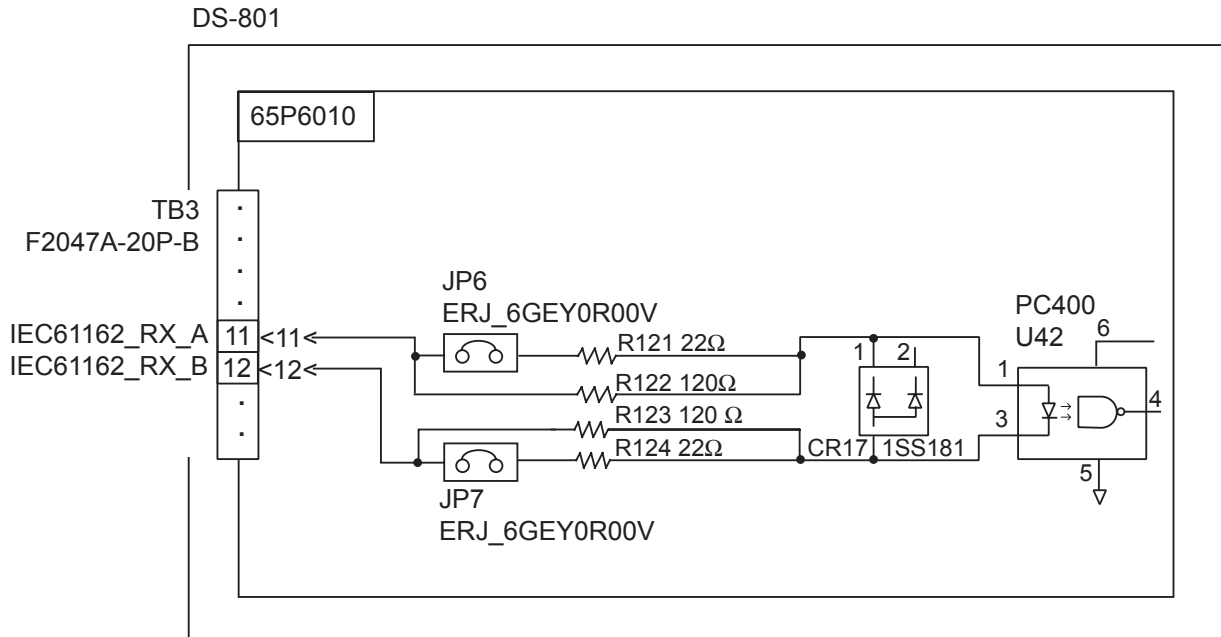 DS-801
65P6010
TB3
F2047A-20P-B
JP6
ERJ_6GEY0R00V
PC400
U42
6
IEC61162_RX_A 11 <11<
R121 22Ω
IEC61162_RX_B 12 <12<
1 2
1
R122 120Ω
4
R123 120 Ω
3
R124 22Ω
CR17 1SS181
5
JP7
ERJ_6GEY0R00V